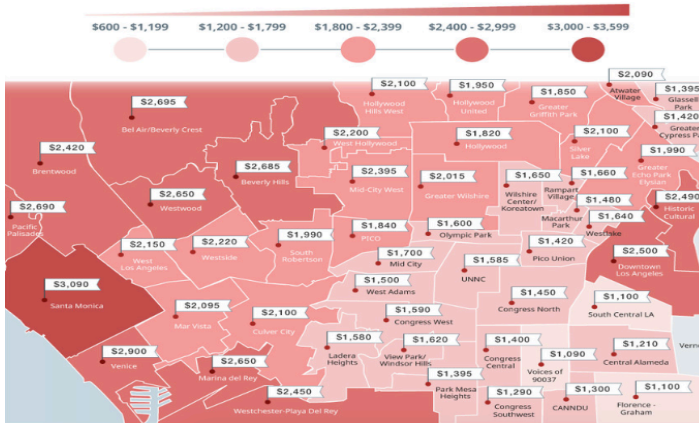 $600 - $1,199
$1,200 - $1,799
$1,800 - $2,399
$2,400 - $2,999
$3,000 - $3,599
$2,090
Atwater
Village
$1,395
Glassell
Park
$2,100
Hollywood
Hills West
$1,950
Hollywood
United
$1,850
Greater
Griffith Park
$2,695
Bel Air/Beverly Crest
$1,420
Greater
Cypress Pa
$2,200
West Hollywood
$1,820
Hollywood
$2,100
Silver
Lake
$1,990
Greater
Echo Park
Elysian
$2,420
Brentwood
$2,685
Beverly Hills
$2,395
Mid-City West
$2,015
Greater Wilshire
$1,650
Wilshire
Center/
Koreatown
$1,660
Rampart
Village
$2,650
Westwood
$1,480
Macarthur
Park
$2,490
Historic
Cultural
$2,690
Pacific
Palisades
$1,840
PICO
$1,600
Olympic Park
$1,640
Westlake
$2,150
West
Los Angeles
$2,220
Westside
$1,990
South
Robertson
$1,700
Mid City
$1,585
UNNC
$1,420
Pico Union
$2,500
Downtown
Los Angeles
$3,090
Santa Monica
$1,500
West Adams
$1,450
Congress North
$1,100
South Central LA
$2,095
Mar Vista
$2,100
Culver City
$1,590
Congress West
$1,580
Ladera
Heights
$1,620
View Park/
Windsor Hills
$1,400
Congress
Central
$1,090
Voices of
90037
$1,210
Central Alameda
Verno
$2,900
Venice
$2,650
Marina del Rey
$1,395
Park Mesa
Heights
$1,290
Congress
Southwest
$1,300
CANNDU
$1,100
Florence -
Graham
$2,450
Westchester-Playa Del Rey